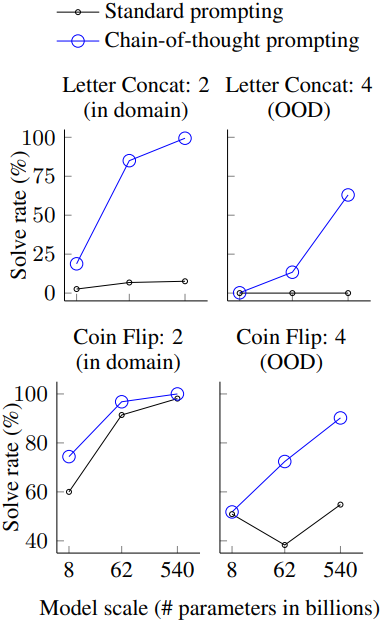 Standard prompting
Chain-of-thought prompting
Letter Concat: 2
(in domain)
Letter Concat: 4
(OOD)
Solve rate (%)
100
75
50
25
0
Coin Flip: 2
(in domain)
Coin Flip: 4
(OOD)
Solve rate (%)
100
80
60
40
8 62 540
8 62 540
Model scale (# parameters in billions)